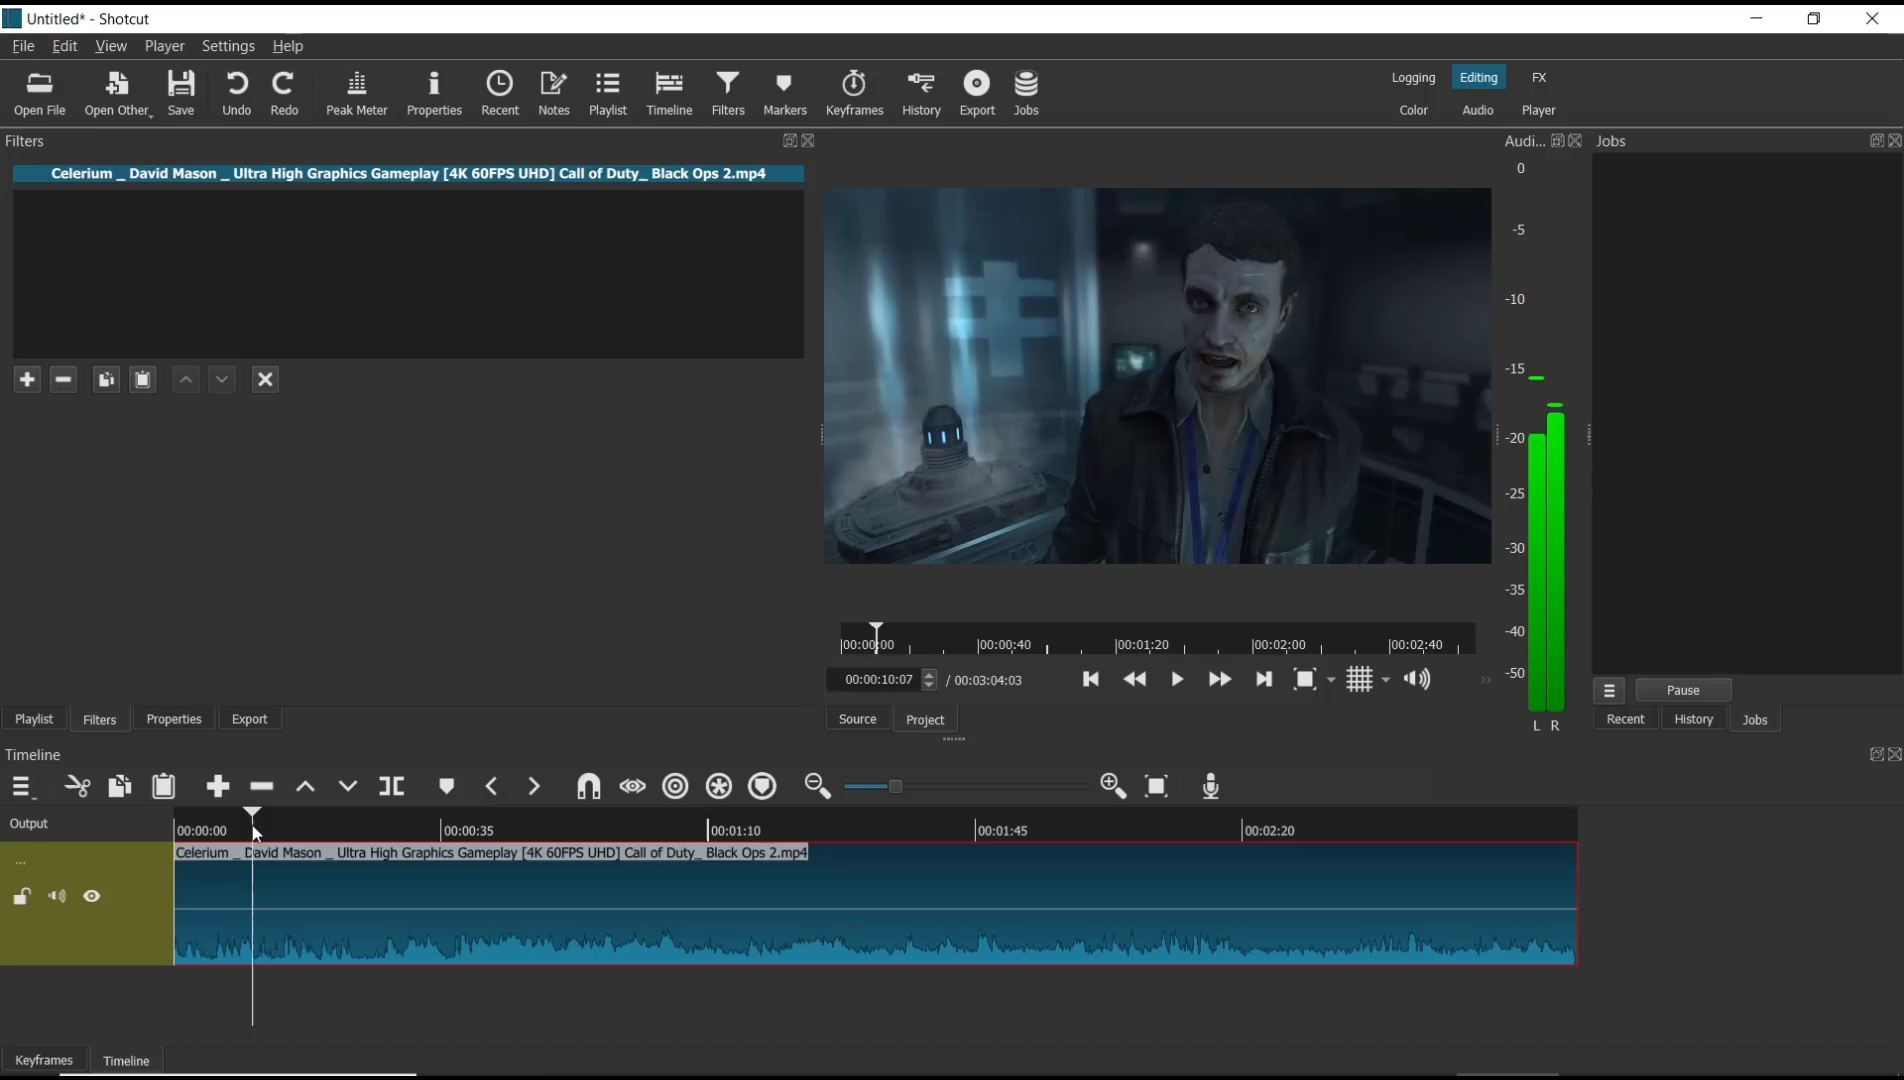 Untitled* - Shotcut
File Edit View Player Settings Help
Open File Open Other Save Undo Redo Peak Meter Properties Recent Notes Playlist Timeline Filters Markers Keyframes History Export Jobs
Logging Editing FX
Color Audio Player
Filters
Celerium _ David Mason _ Ultra High Graphics Gameplay [4K 60FPS UHD] Call of Duty_ Black Ops 2.mp4
Audi...
0
-5
-10
-15
-20
-25
-30
-35
-40
-50
L R
Jobs
00:00:00 00:00:40 00:01:20 00:02:00 00:02:40
00:00:10:07 / 00:03:04:03
Pause
Playlist Filters Properties Export
Source Project
Recent History Jobs
Timeline
Output
00:00:00 00:00:35 00:01:10 00:01:45 00:02:20
Celerium _ David Mason _ Ultra High Graphics Gameplay [4K 60FPS UHD] Call of Duty_ Black Ops 2.mp4
...
Keyframes Timeline